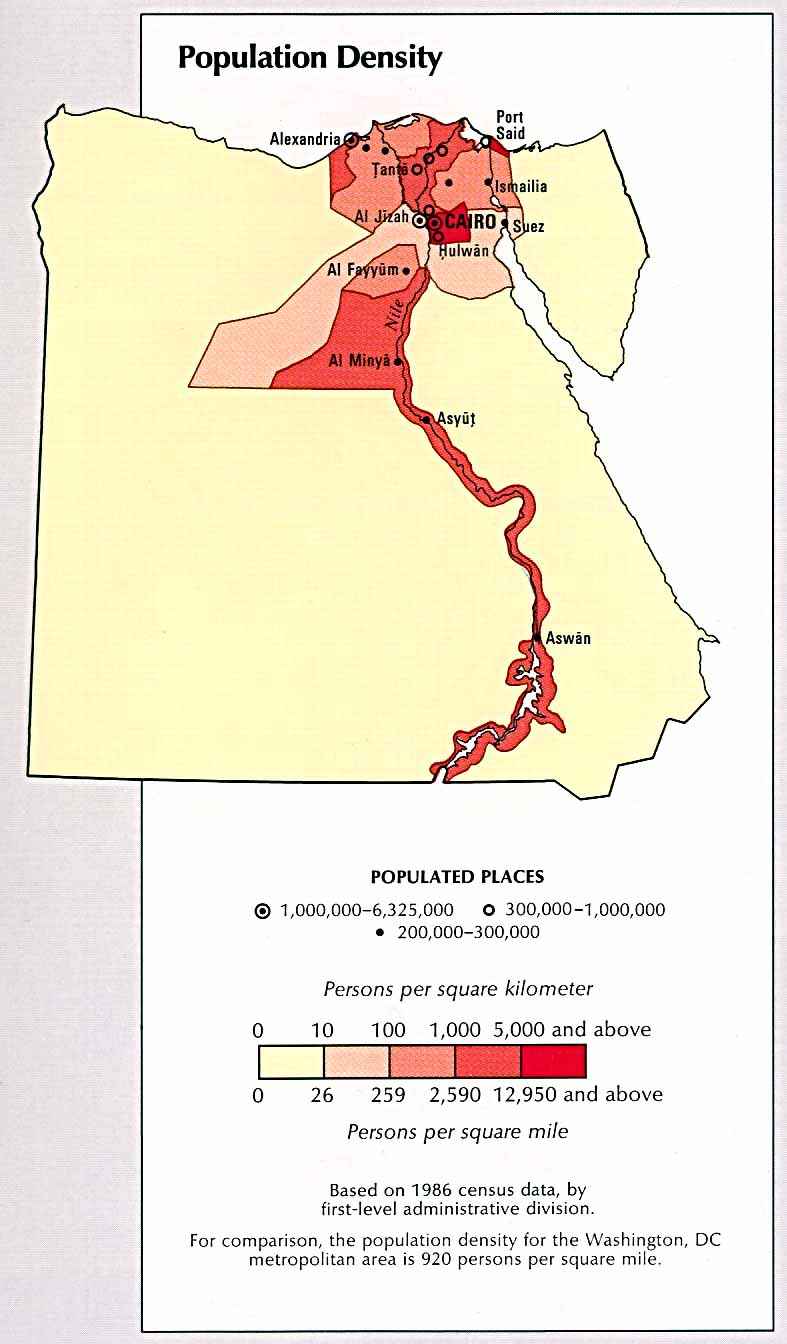 Population Density
Port
Said
Alexandria
Ṭanṭā
Ismailia
Al Jīzah
CAIRO
Suez
Ḥulwān
Al Fayyūm
Nile
Al Minyā
Asyūṭ
Aswān
POPULATED PLACES
1,000,000–6,325,000
300,000–1,000,000
200,000–300,000
Persons per square kilometer
0 10 100 1,000 5,000 and above
0 26 259 2,590 12,950 and above
Persons per square mile
Based on 1986 census data, by
first-level administrative division.
For comparison, the population density for the Washington, DC
metropolitan area is 920 persons per square mile.